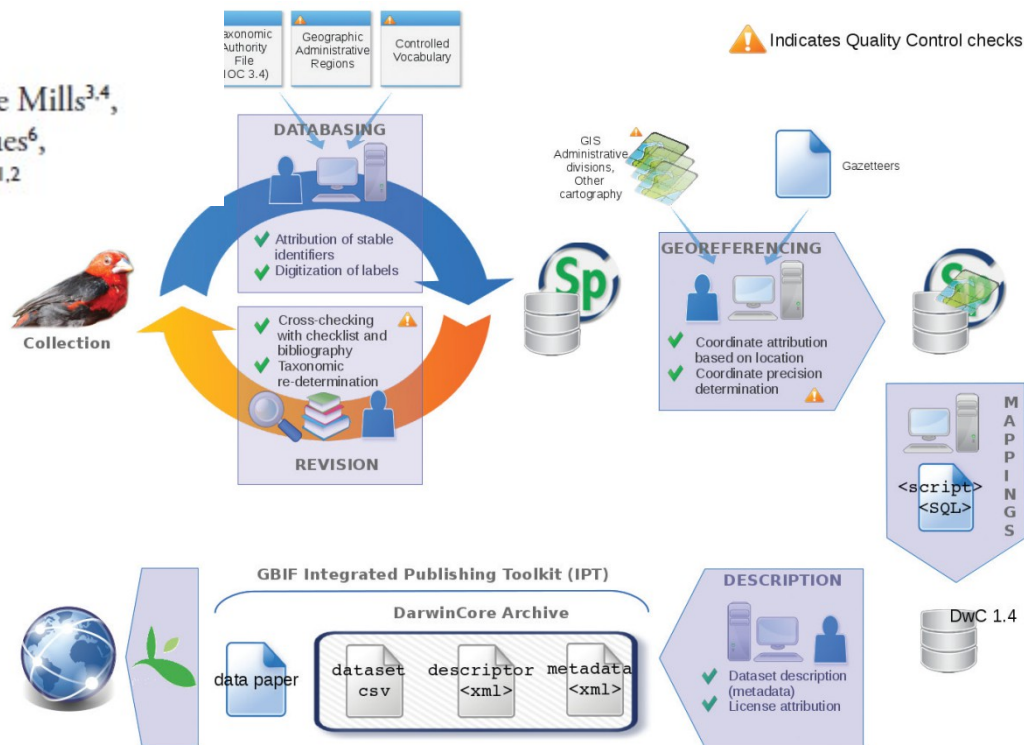 axonomic
Authority
File
IOC 3.4)
Geographic
Administrative
Regions
Controlled
Vocabulary
Indicates Quality Control checks
e Mills3,4,
ues6,
1,2
DATABASING
Attribution of stable
identifiers
Digitization of labels
Collection
Cross-checking
with checklist and
bibliography
Taxonomic
re-determination
REVISION
Sp
GIS
Administrative
divisions,
Other
cartography
Gazetteers
GEOREFERENCING
Coordinate attribution
based on location
Coordinate precision
determination
Sp
MAPPINGS
<script>
<SQL>
DwC 1.4
DESCRIPTION
Dataset description
(metadata)
License attribution
GBIF Integrated Publishing Toolkit (IPT)
DarwinCore Archive
data paper
dataset
csv
descriptor
<xml>
metadata
<xml>